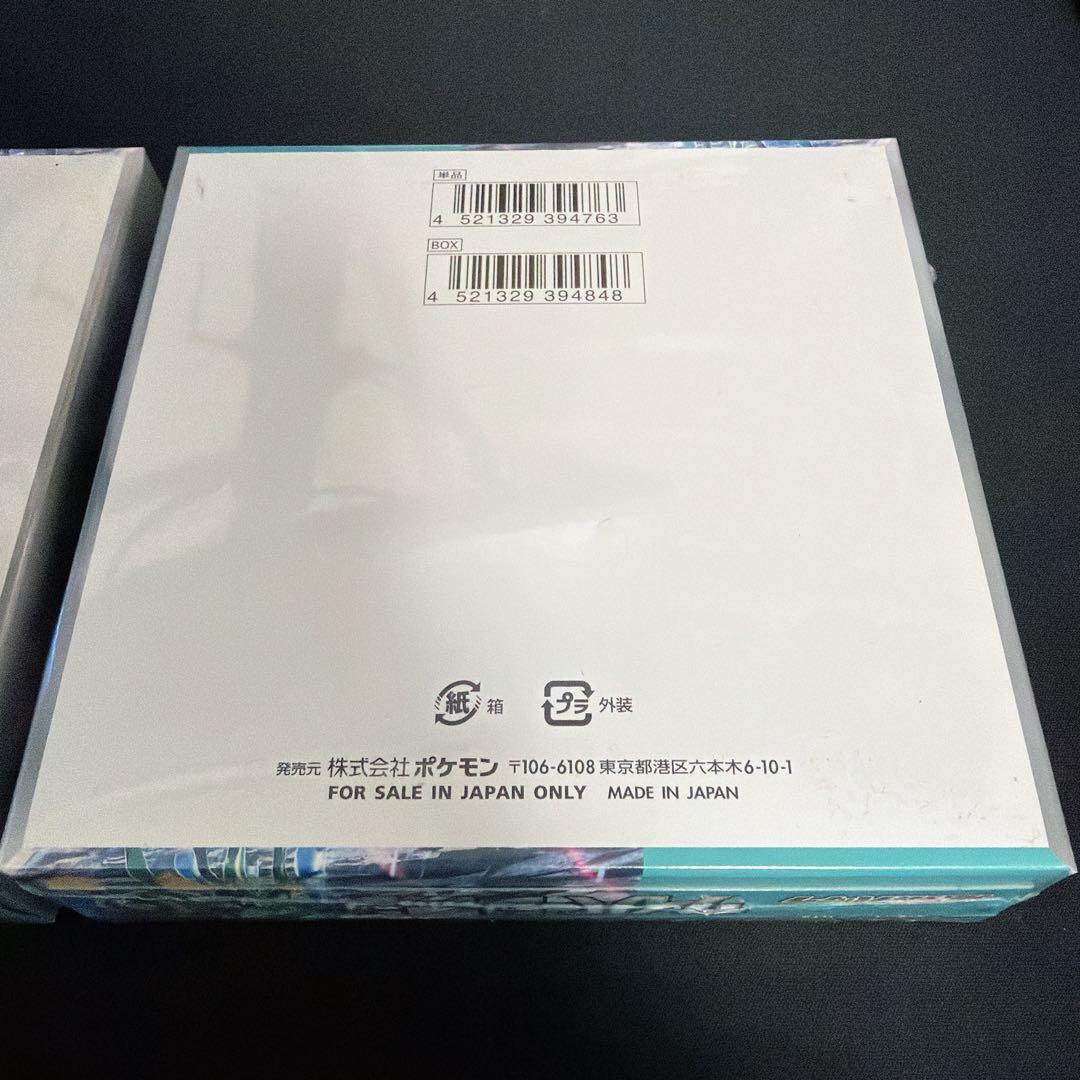 単品
4 521329 394763
BOX
4 521329 394848
紙 箱 プラ 外装
発売元 株式会社 ポケモン 〒106-6108 東京都港区六本木6-10-1
FOR SALE IN JAPAN ONLY MADE IN JAPAN